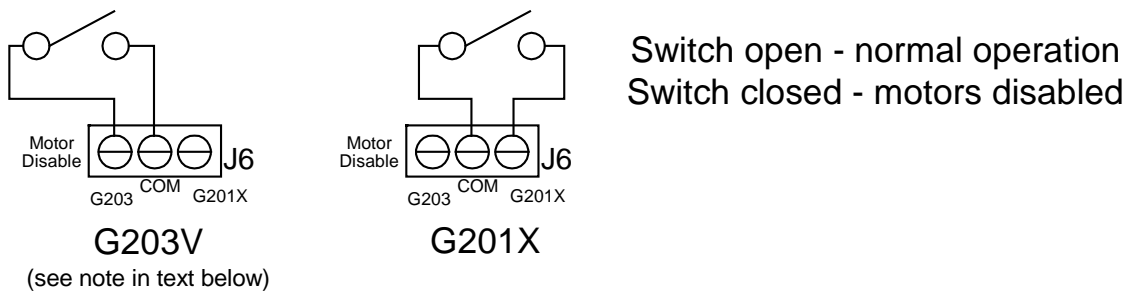 Switch open - normal operation
Switch closed - motors disabled
Motor
Disable
J6
G203
COM
G201X
G203V
(see note in text below)
Motor
Disable
J6
G203
COM
G201X
G201X